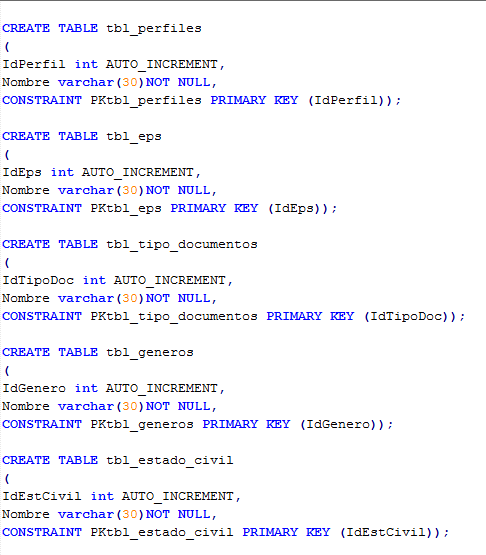 CREATE TABLE tbl_perfiles
(
IdPerfil int AUTO_INCREMENT,
Nombre varchar(30)NOT NULL,
CONSTRAINT PKtbl_perfiles PRIMARY KEY (IdPerfil));
CREATE TABLE tbl_eps
(
IdEps int AUTO_INCREMENT,
Nombre varchar(30)NOT NULL,
CONSTRAINT PKtbl_eps PRIMARY KEY (IdEps));
CREATE TABLE tbl_tipo_documentos
(
IdTipoDoc int AUTO_INCREMENT,
Nombre varchar(30)NOT NULL,
CONSTRAINT PKtbl_tipo_documentos PRIMARY KEY (IdTipoDoc));
CREATE TABLE tbl_generos
(
IdGenero int AUTO_INCREMENT,
Nombre varchar(30)NOT NULL,
CONSTRAINT PKtbl_generos PRIMARY KEY (IdGenero));
CREATE TABLE tbl_estado_civil
(
IdEstCivil int AUTO_INCREMENT,
Nombre varchar(30)NOT NULL,
CONSTRAINT PKtbl_estado_civil PRIMARY KEY (IdEstCivil));